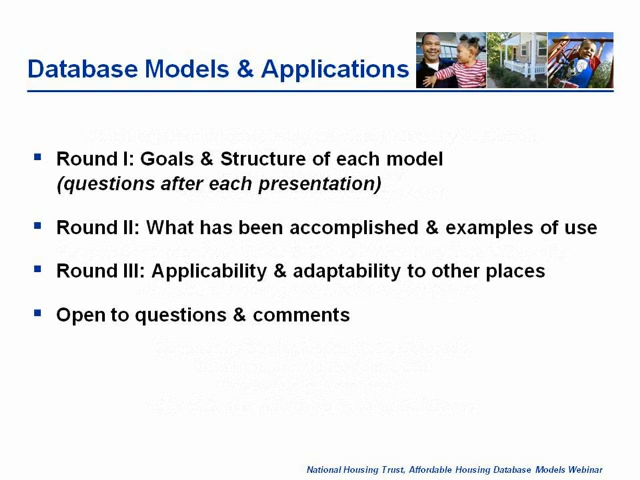 Database Models & Applications
Round I: Goals & Structure of each model
(questions after each presentation)
Round II: What has been accomplished & examples of use
Round III: Applicability & adaptability to other places
Open to questions & comments
National Housing Trust, Affordable Housing Database Models Webinar